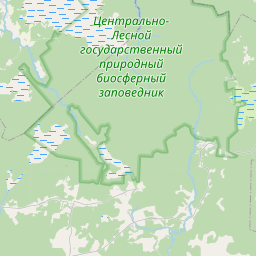 Центрально-
Лесной
государственный
природный
биосферный
заповедник